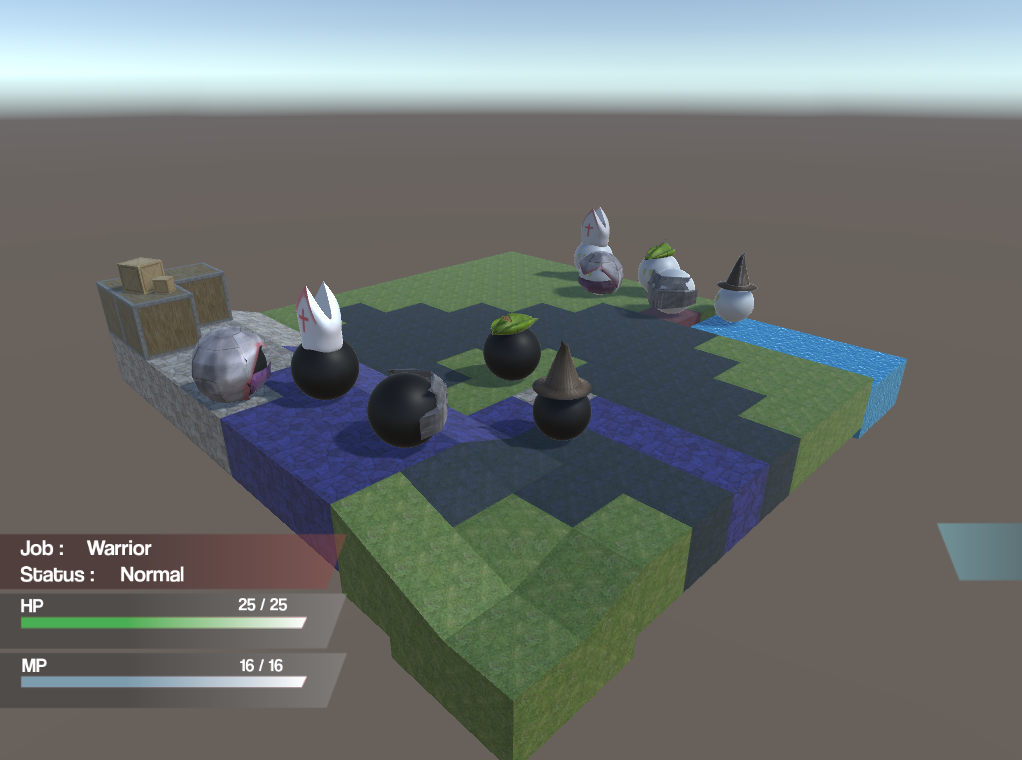 Job : Warrior
Status : Normal
HP 25 / 25
MP 16 / 16